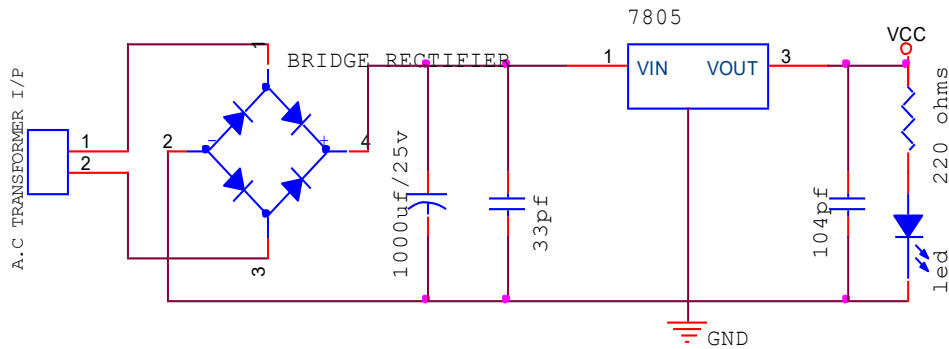 7805
VCC
BRIDGE RECTIFIER
1
1
VIN
VOUT
3
A.C TRANSFORMER I/P
1
2
2
-
+
4
220 ohms
3
1000uf/25v
33pf
104pf
led
GND